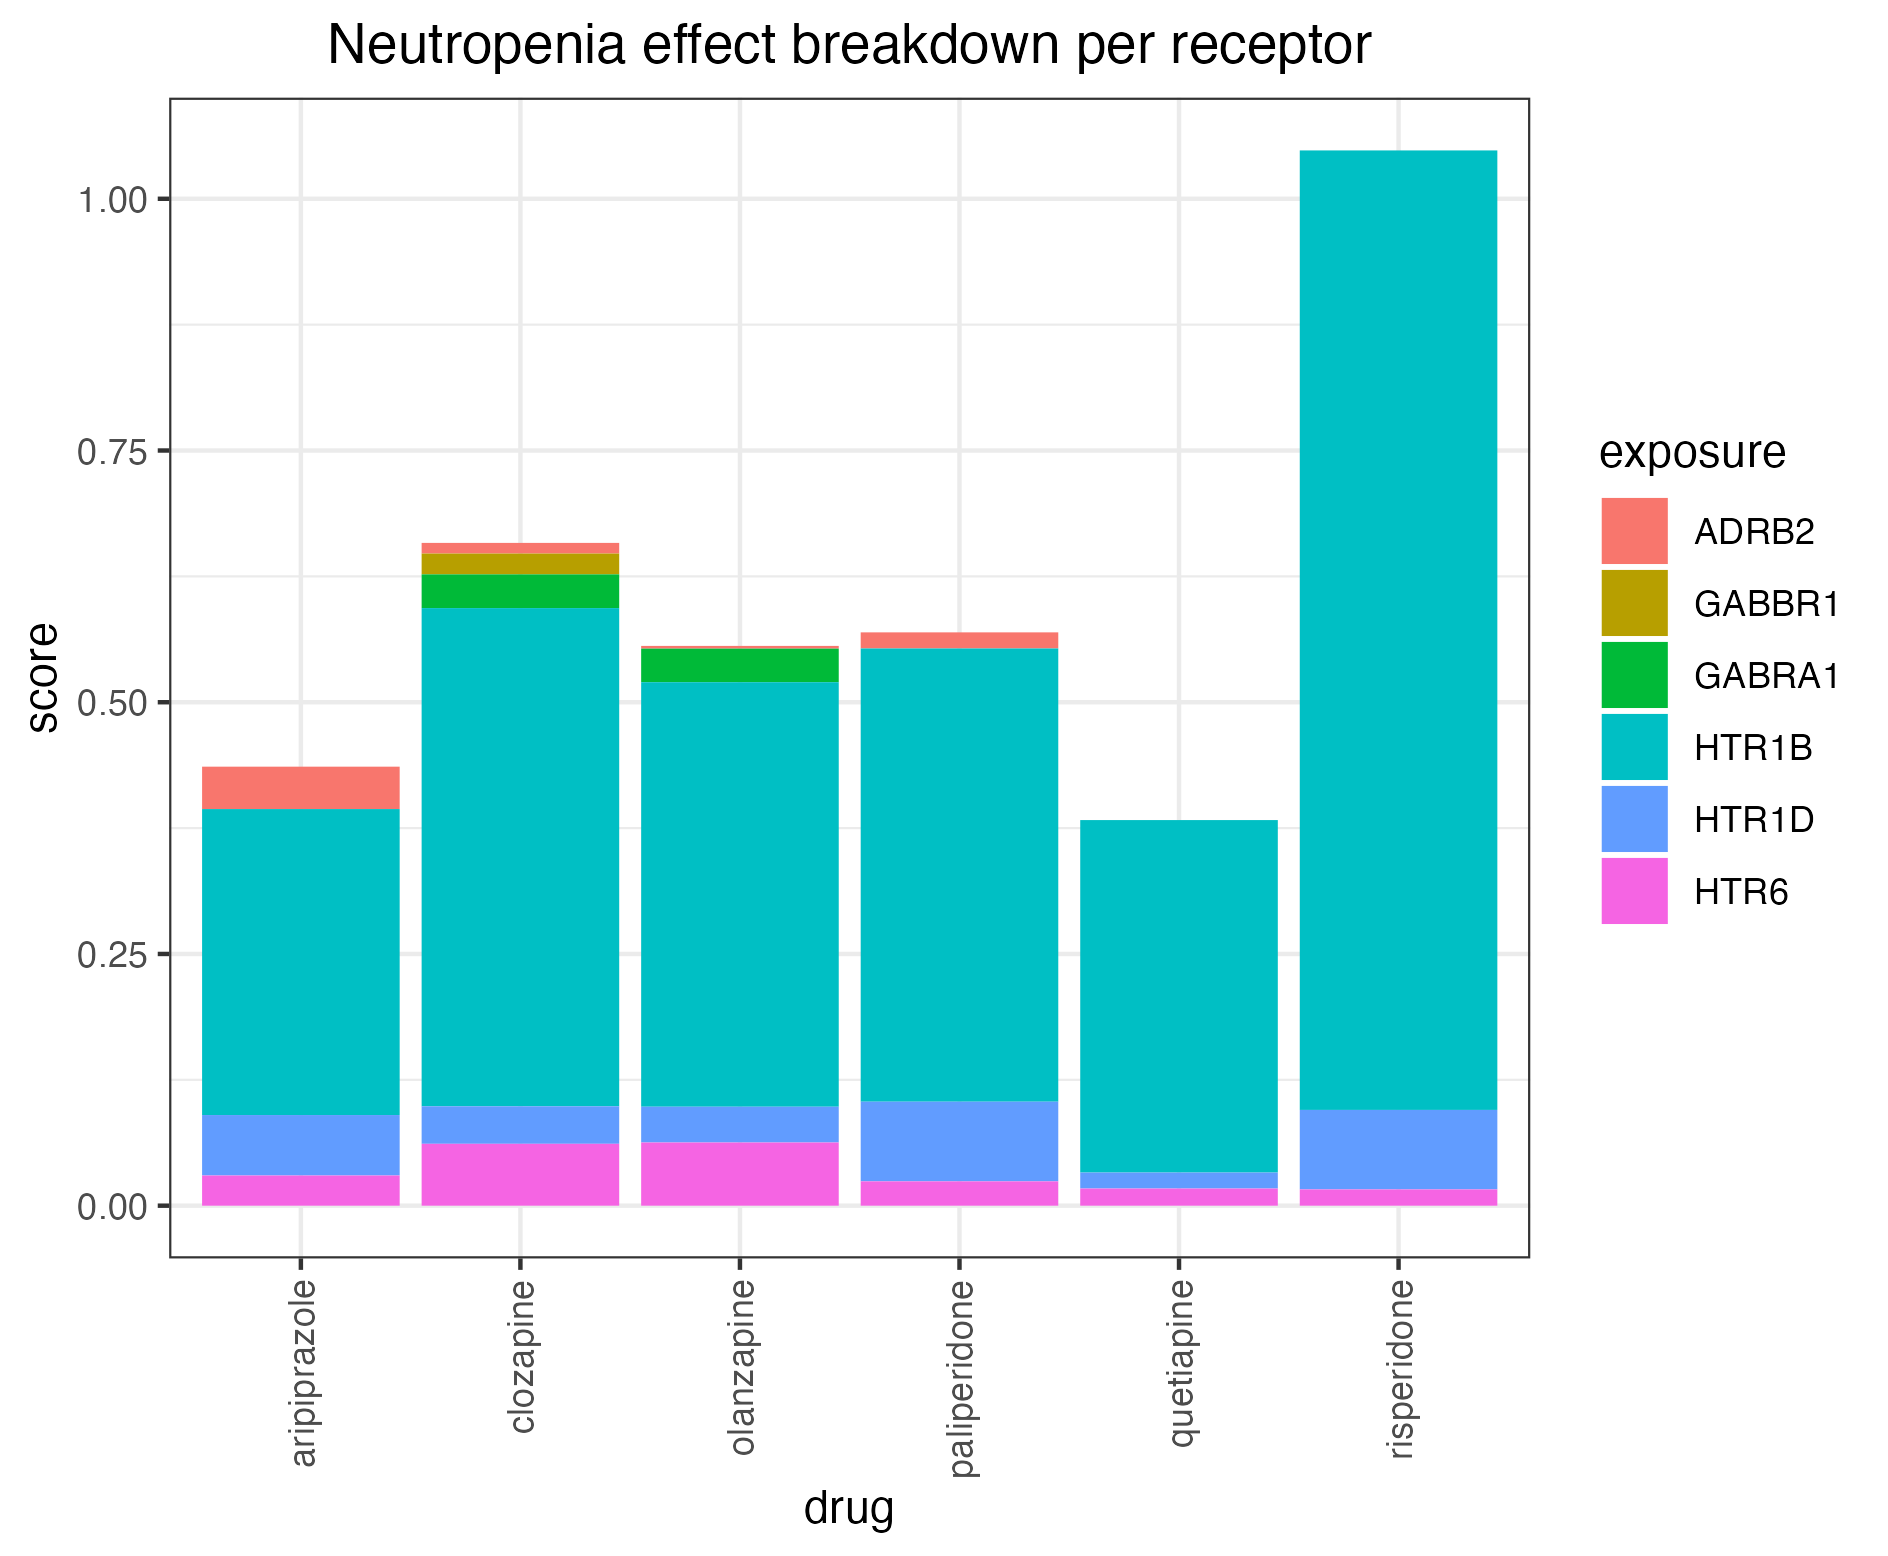 Neutropenia effect breakdown per receptor
score
1.00
0.75
0.50
0.25
0.00
aripiprazole
clozapine
olanzapine
paliperidone
quetiapine
risperidone
drug
exposure
ADRB2
GABBR1
GABRA1
HTR1B
HTR1D
HTR6